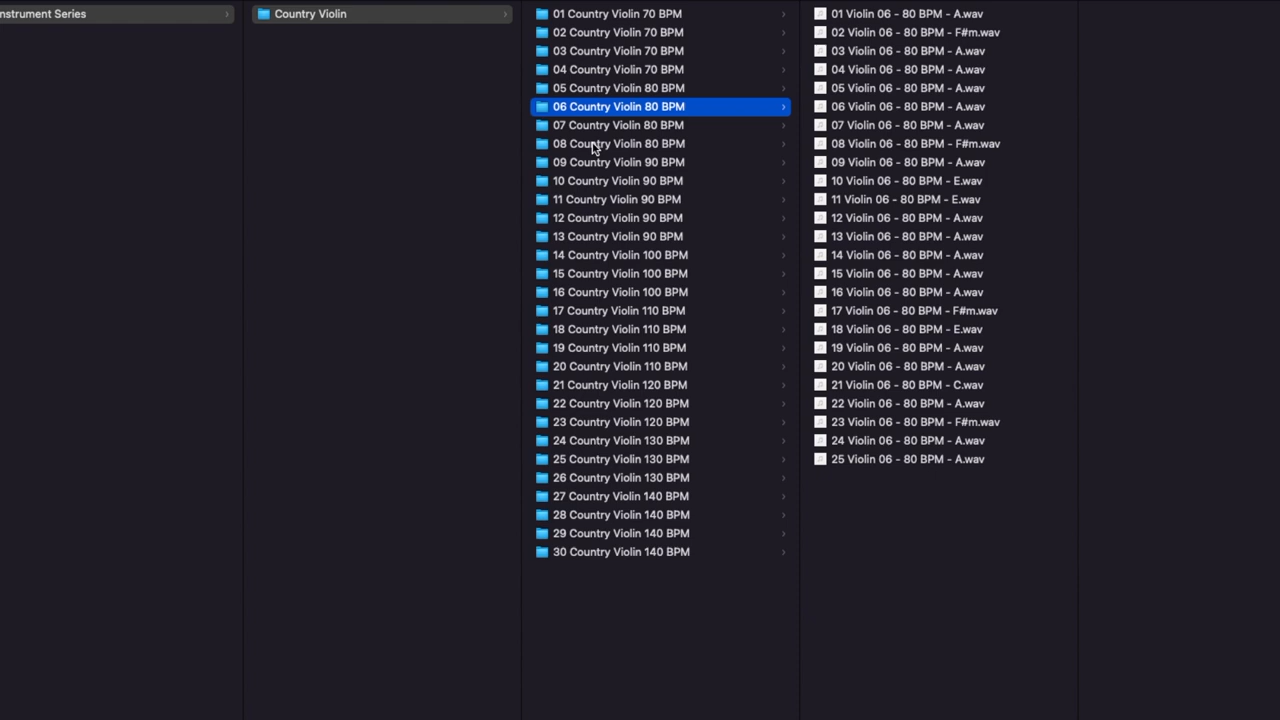 nstrument Series
Country Violin
01 Country Violin 70 BPM
02 Country Violin 70 BPM
03 Country Violin 70 BPM
04 Country Violin 70 BPM
05 Country Violin 80 BPM
06 Country Violin 80 BPM
07 Country Violin 80 BPM
08 Country Violin 80 BPM
09 Country Violin 90 BPM
10 Country Violin 90 BPM
11 Country Violin 90 BPM
12 Country Violin 90 BPM
13 Country Violin 90 BPM
14 Country Violin 100 BPM
15 Country Violin 100 BPM
16 Country Violin 100 BPM
17 Country Violin 110 BPM
18 Country Violin 110 BPM
19 Country Violin 110 BPM
20 Country Violin 110 BPM
21 Country Violin 120 BPM
22 Country Violin 120 BPM
23 Country Violin 120 BPM
24 Country Violin 130 BPM
25 Country Violin 130 BPM
26 Country Violin 130 BPM
27 Country Violin 140 BPM
28 Country Violin 140 BPM
29 Country Violin 140 BPM
30 Country Violin 140 BPM
01 Violin 06 - 80 BPM - A.wav
02 Violin 06 - 80 BPM - F#m.wav
03 Violin 06 - 80 BPM - A.wav
04 Violin 06 - 80 BPM - A.wav
05 Violin 06 - 80 BPM - A.wav
06 Violin 06 - 80 BPM - A.wav
07 Violin 06 - 80 BPM - A.wav
08 Violin 06 - 80 BPM - F#m.wav
09 Violin 06 - 80 BPM - A.wav
10 Violin 06 - 80 BPM - E.wav
11 Violin 06 - 80 BPM - E.wav
12 Violin 06 - 80 BPM - A.wav
13 Violin 06 - 80 BPM - A.wav
14 Violin 06 - 80 BPM - A.wav
15 Violin 06 - 80 BPM - A.wav
16 Violin 06 - 80 BPM - A.wav
17 Violin 06 - 80 BPM - F#m.wav
18 Violin 06 - 80 BPM - E.wav
19 Violin 06 - 80 BPM - A.wav
20 Violin 06 - 80 BPM - A.wav
21 Violin 06 - 80 BPM - C.wav
22 Violin 06 - 80 BPM - A.wav
23 Violin 06 - 80 BPM - F#m.wav
24 Violin 06 - 80 BPM - A.wav
25 Violin 06 - 80 BPM - A.wav